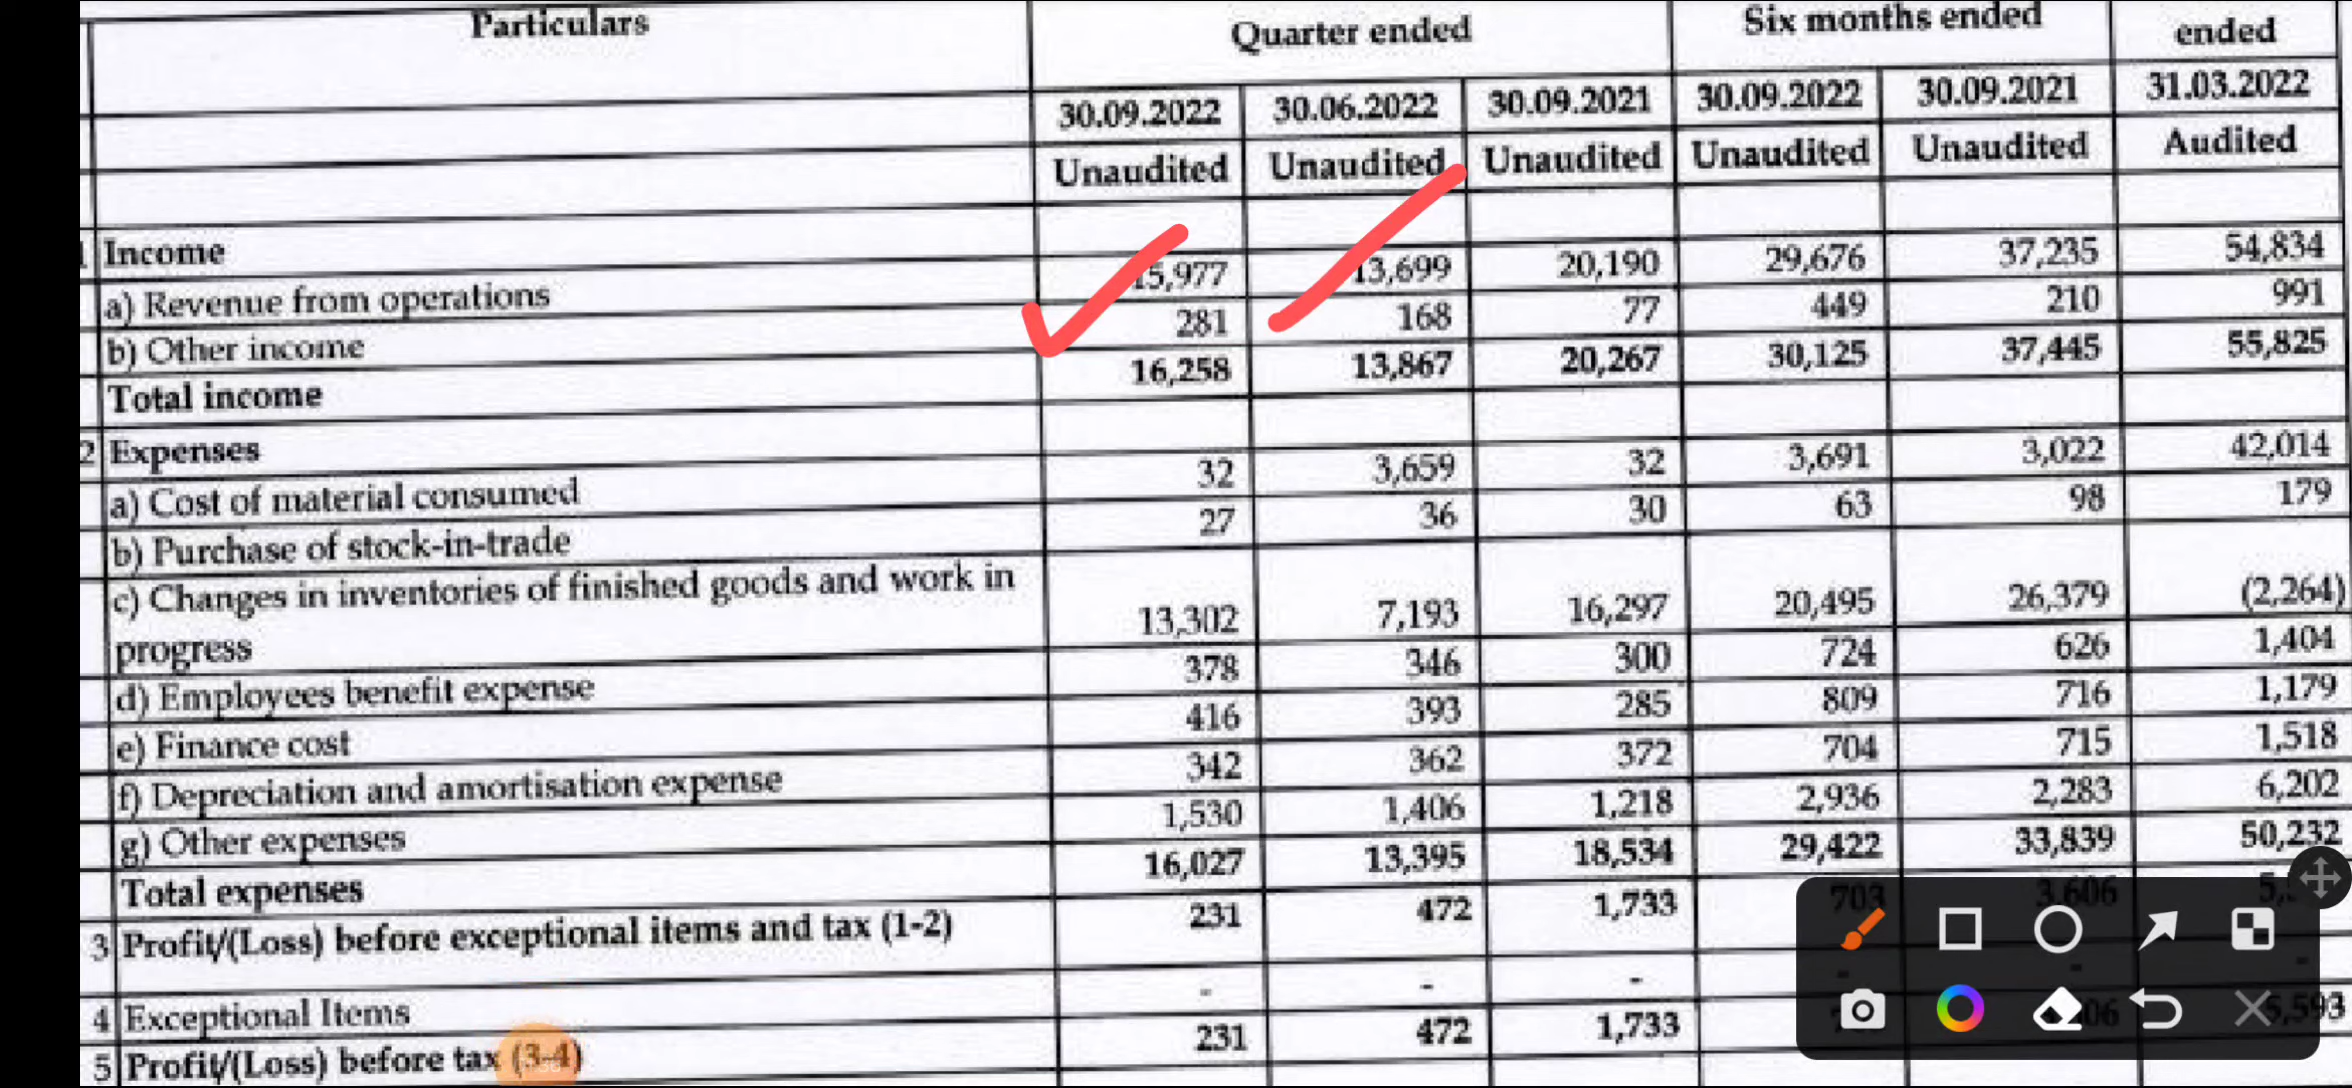 Particulars Quarter ended Six months ended ended
30.09.2022 30.06.2022 30.09.2021 30.09.2022 30.09.2021 31.03.2022
Unaudited Unaudited Unaudited Unaudited Unaudited Audited
1 Income
a) Revenue from operations 15,977 13,699 20,190 29,676 37,235 54,834
b) Other income 281 168 77 449 210 991
Total income 16,258 13,867 20,267 30,125 37,445 55,825
2 Expenses
a) Cost of material consumed 32 3,659 32 3,691 3,022 42,014
b) Purchase of stock-in-trade 27 36 30 63 98 179
c) Changes in inventories of finished goods and work in
progress 13,302 7,193 16,297 20,495 26,379 (2,264)
d) Employees benefit expense 378 346 300 724 626 1,404
e) Finance cost 416 393 285 809 716 1,179
f) Depreciation and amortisation expense 342 362 372 704 715 1,518
g) Other expenses 1,530 1,406 1,218 2,936 2,283 6,202
Total expenses 16,027 13,395 18,534 29,422 33,839 50,232
3 Profit/(Loss) before exceptional items and tax (1-2) 231 472 1,733 703 3,606
4 Exceptional Items - - - - - -
5 Profit/(Loss) before tax (3-4) 231 472 1,733 5,593